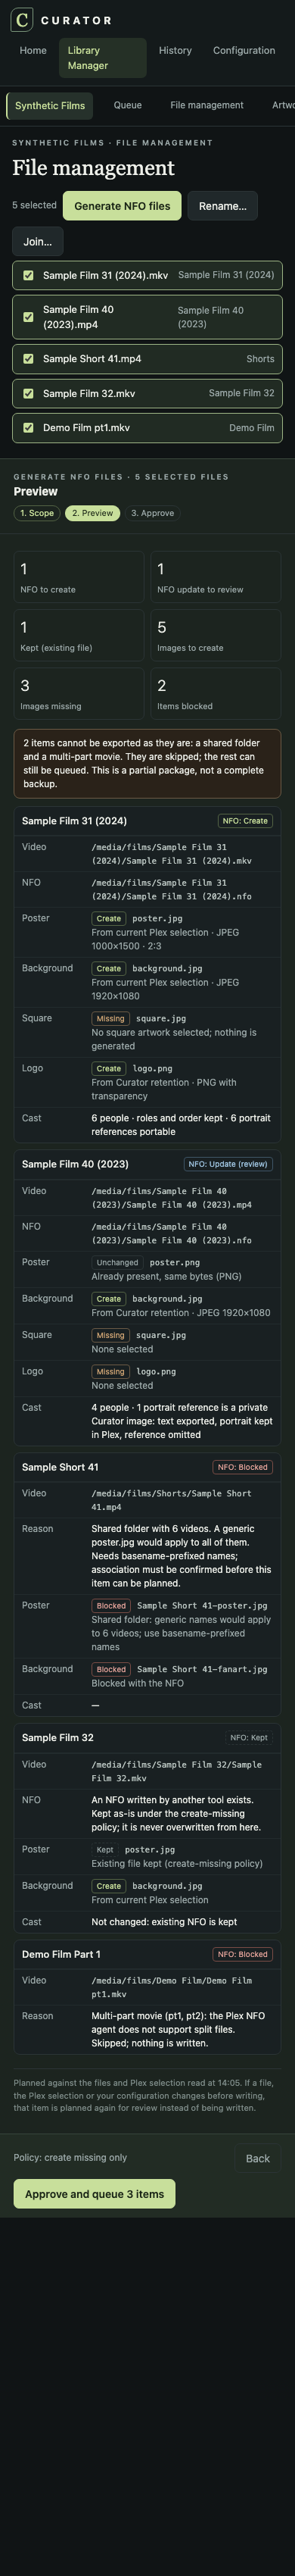 C CURATOR
Home
Library
Manager
History
Configuration
Synthetic Films
Queue
File management
Artwo
SYNTHETIC FILMS · FILE MANAGEMENT
File management
5 selected
Generate NFO files
Rename...
Join...
Sample Film 31 (2024).mkv
Sample Film 31 (2024)
Sample Film 40
(2023).mp4
Sample Film 40
(2023)
Sample Short 41.mp4
Shorts
Sample Film 32.mkv
Sample Film 32
Demo Film pt1.mkv
Demo Film
GENERATE NFO FILES · 5 SELECTED FILES
Preview
1. Scope
2. Preview
3. Approve
1
NFO to create
1
NFO update to review
1
Kept (existing file)
5
Images to create
3
Images missing
2
Items blocked
2 items cannot be exported as they are: a shared folder
and a multi-part movie. They are skipped; the rest can
still be queued. This is a partial package, not a complete
backup.
Sample Film 31 (2024)
NFO: Create
Video
/media/films/Sample Film 31
(2024)/Sample Film 31 (2024).mkv
NFO
/media/films/Sample Film 31
(2024)/Sample Film 31 (2024).nfo
Poster
Create poster.jpg
From current Plex selection · JPEG
1000×1500 · 2:3
Background
Create background.jpg
From current Plex selection · JPEG
1920×1080
Square
Missing square.jpg
No square artwork selected; nothing is
generated
Logo
Create logo.png
From Curator retention · PNG with
transparency
Cast
6 people · roles and order kept · 6 portrait
references portable
Sample Film 40 (2023)
NFO: Update (review)
Video
/media/films/Sample Film 40
(2023)/Sample Film 40 (2023).mp4
NFO
/media/films/Sample Film 40
(2023)/Sample Film 40 (2023).nfo
Poster
Unchanged poster.png
Already present, same bytes (PNG)
Background
Create background.jpg
From Curator retention · JPEG 1920×1080
Square
Missing square.jpg
None selected
Logo
Missing logo.png
None selected
Cast
4 people · 1 portrait reference is a private
Curator image: text exported, portrait kept
in Plex, reference omitted
Sample Short 41
NFO: Blocked
Video
/media/films/Shorts/Sample Short
41.mp4
Reason
Shared folder with 6 videos. A generic
poster.jpg would apply to all of them.
Needs basename-prefixed names;
association must be confirmed before this
item can be planned.
Poster
Blocked Sample Short 41—poster.jpg
Shared folder: generic names would apply
to 6 videos; use basename-prefixed
names
Background
Blocked Sample Short 41—fanart.jpg
Blocked with the NFO
Cast
—
Sample Film 32
NFO: Kept
Video
/media/films/Sample Film 32/Sample
Film 32.mkv
NFO
An NFO written by another tool exists.
Kept as-is under the create-missing
policy; it is never overwritten from here.
Poster
Kept poster.jpg
Existing file kept (create-missing policy)
Background
Create background.jpg
From current Plex selection
Cast
Not changed: existing NFO is kept
Demo Film Part 1
NFO: Blocked
Video
/media/films/Demo Film/Demo Film
pt1.mkv
Reason
Multi-part movie (pt1, pt2): the Plex NFO
agent does not support split files.
Skipped; nothing is written.
Planned against the files and Plex selection read at 14:05. If a file,
the Plex selection or your configuration changes before writing,
that item is planned again for review instead of being written.
Policy: create missing only
Back
Approve and queue 3 items